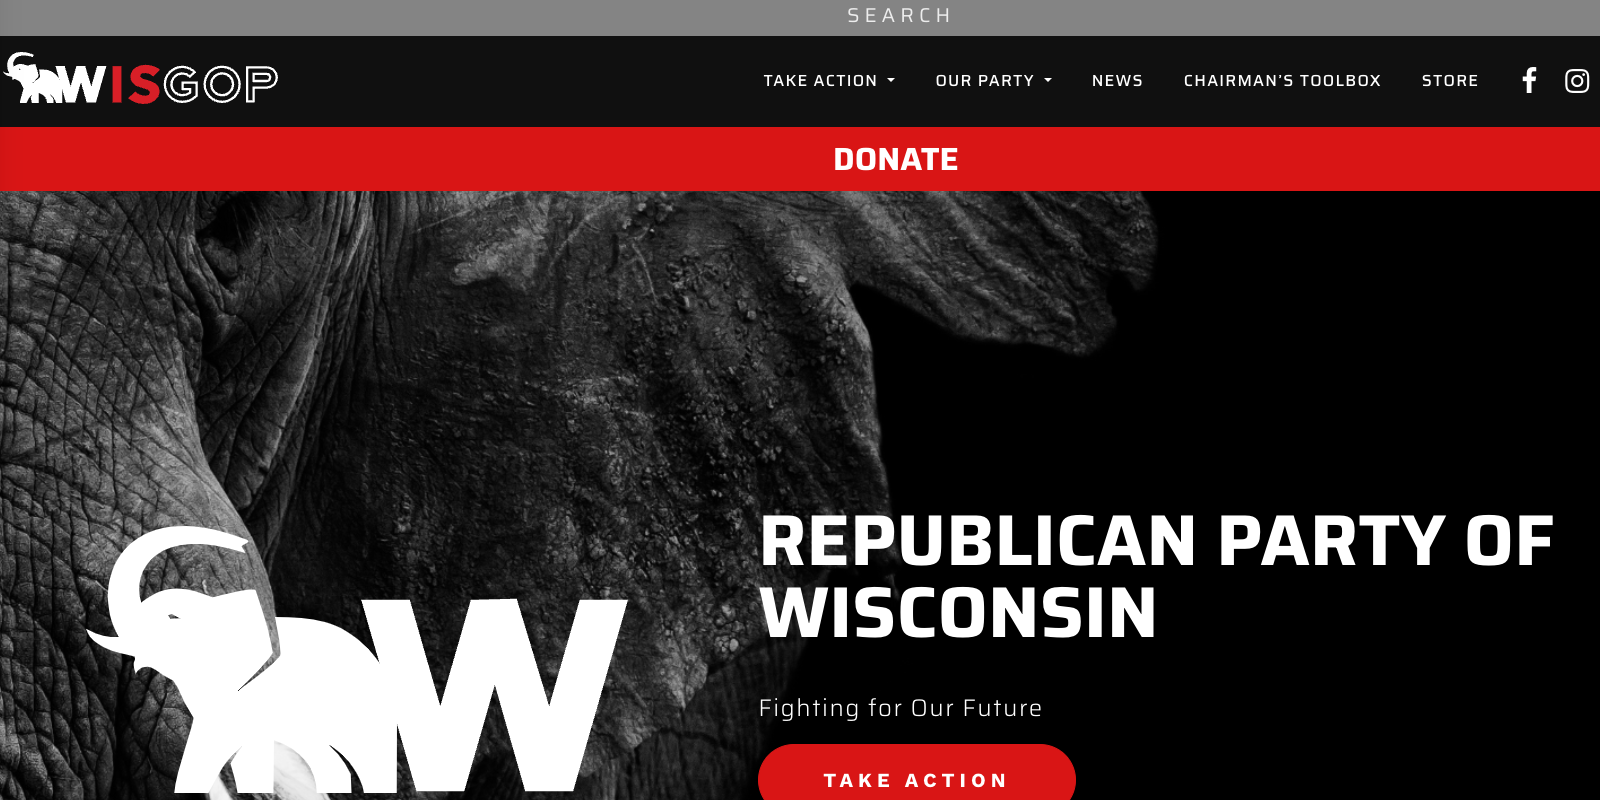 SEARCH
WISGOP
TAKE ACTION
OUR PARTY
NEWS
CHAIRMAN'S TOOLBOX
STORE
DONATE
REPUBLICAN PARTY OF
WISCONSIN
W
Fighting for Our Future
TAKE ACTION